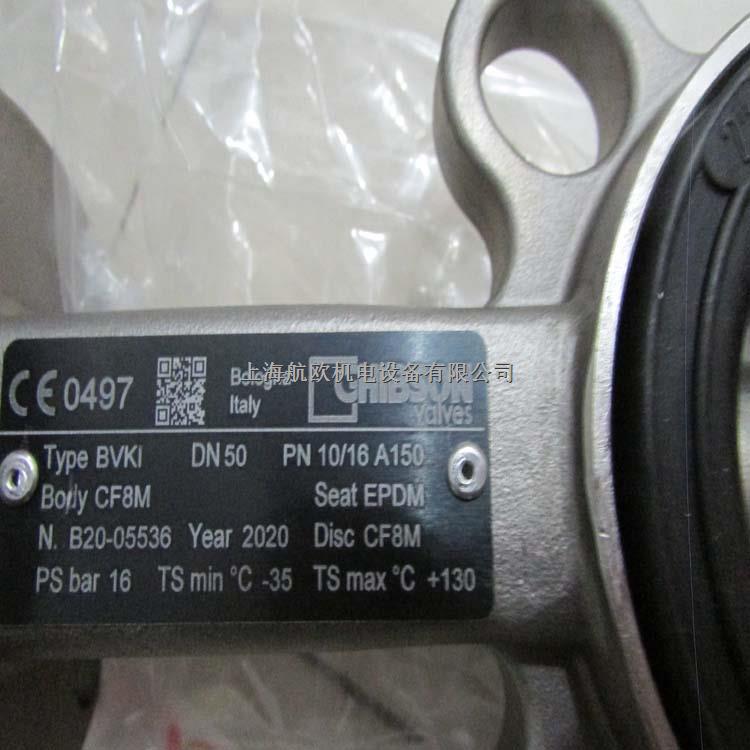 CE 0497
Bologna
Italy
上海航欧机电设备有限公司
GHIBSON
valves
Type BVKI DN 50 PN 10/16 A150
Body CF8M Seat EPDM
N. B20-05536 Year 2020 Disc CF8M
PS bar 16 TS min °C -35 TS max °C +130